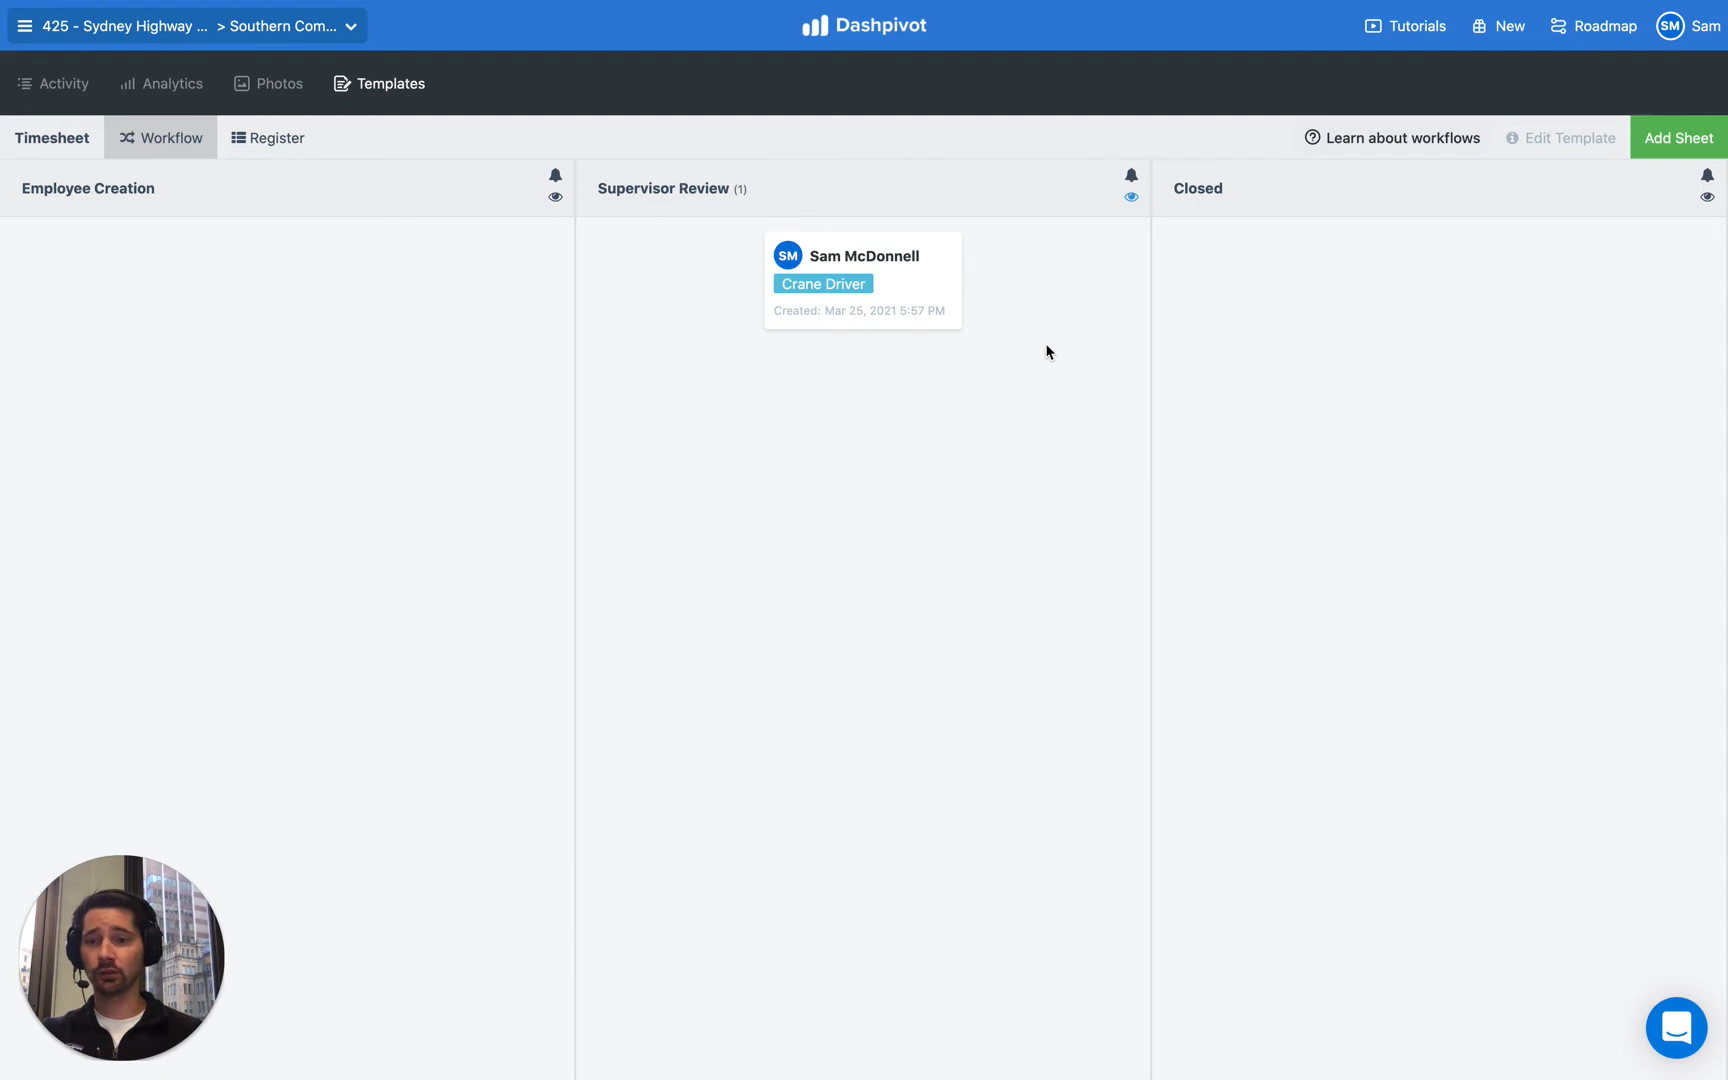 425 - Sydney Highway ... > Southern Com...
Dashpivot
Tutorials
New
Roadmap
SM Sam
Activity
Analytics
Photos
Templates
Timesheet
Workflow
Register
Learn about workflows
Edit Template
Add Sheet
Employee Creation
Supervisor Review (1)
Closed
SM Sam McDonnell
Crane Driver
Created: Mar 25, 2021 5:57 PM